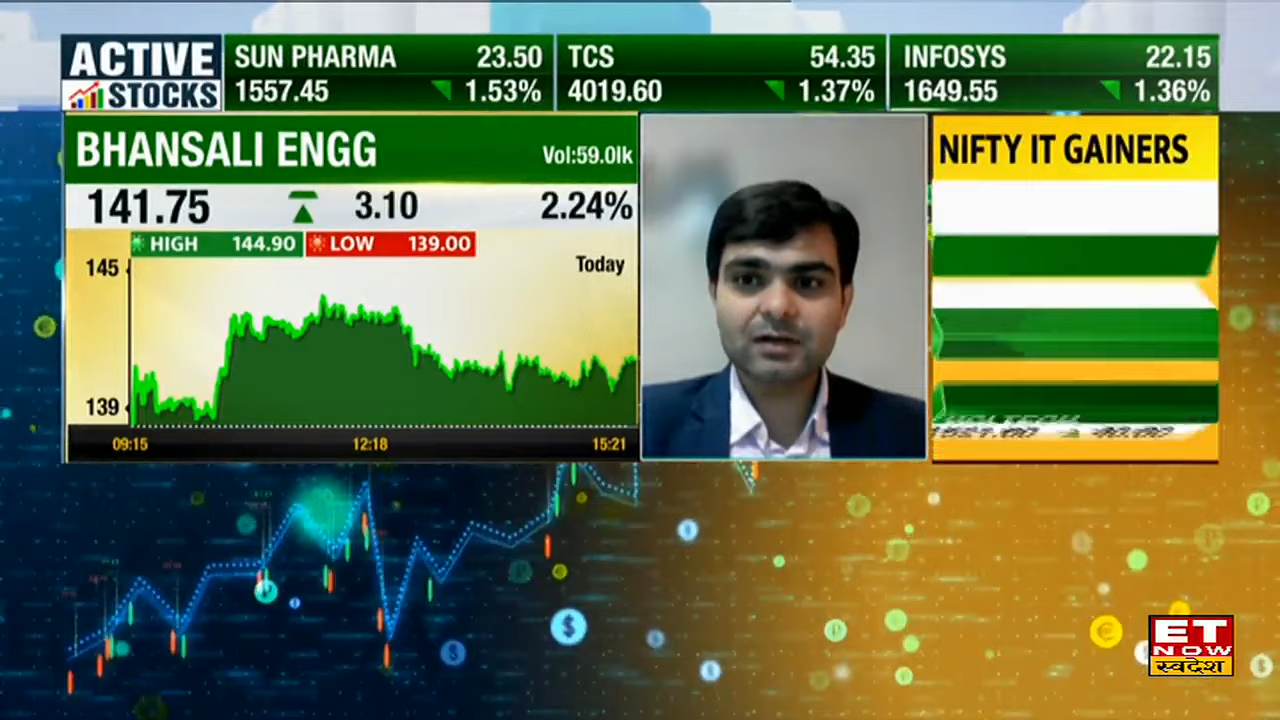 ACTIVE STOCKS
SUN PHARMA 23.50
1557.45 1.53%
TCS 54.35
4019.60 1.37%
INFOSYS 22.15
1649.55 1.36%
BHANSALI ENGG Vol:59.0lk
141.75 3.10 2.24%
HIGH 144.90 LOW 139.00
Today
145
139
09:15 12:18 15:21
NIFTY IT GAINERS
ET
NOW
स्वदेश